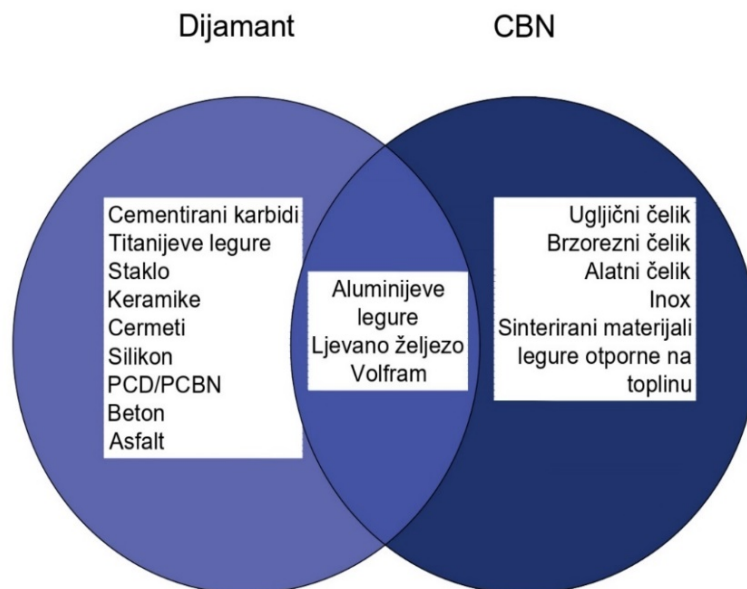 Dijamant
CBN
Cementirani karbidi
Titanijeve legure
Staklo
Keramike
Cermeti
Silikon
PCD/PCBN
Beton
Asfalt
Aluminijeve
legure
Ljevano željezo
Volfram
Ugljični čelik
Brzorezni čelik
Alatni čelik
Inox
Sinterirani materijali
legure otporne na
toplinu